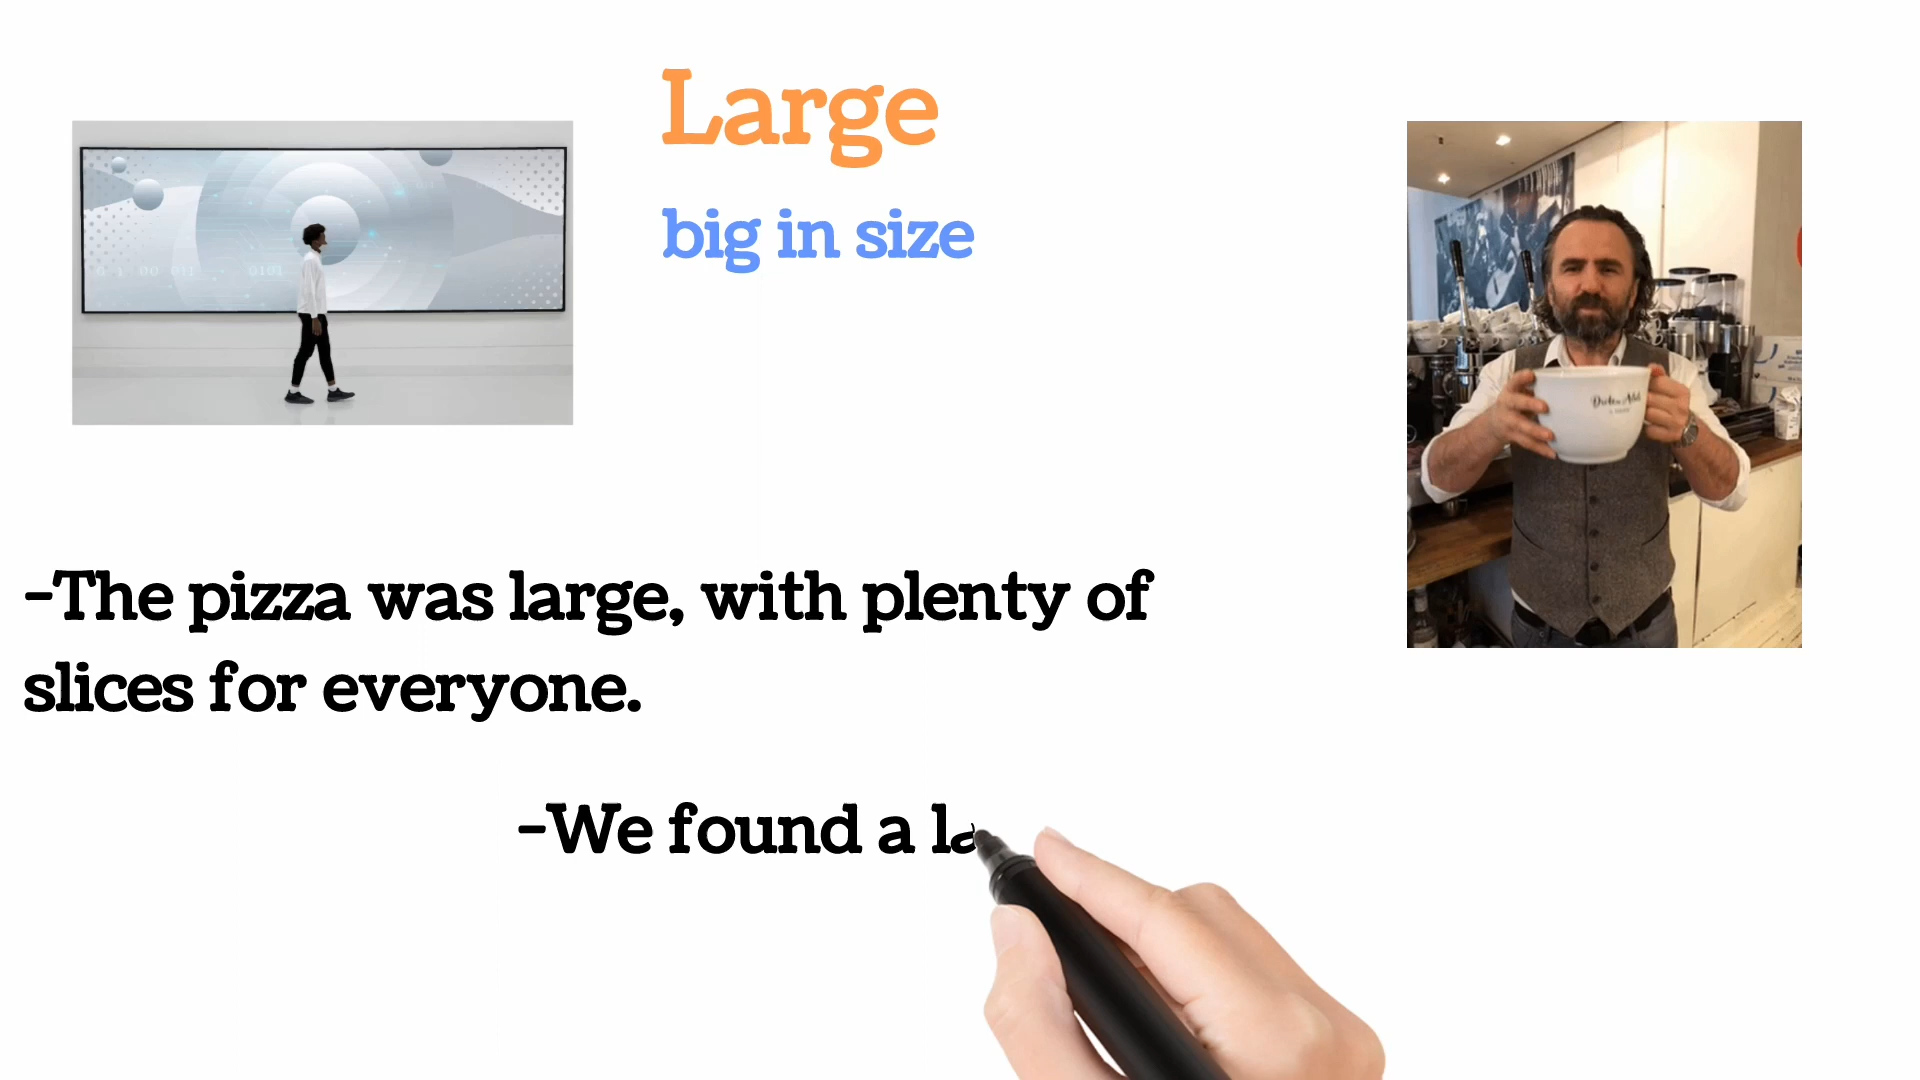 Large
big in size
-The pizza was large, with plenty of
slices for everyone.
-We found a la